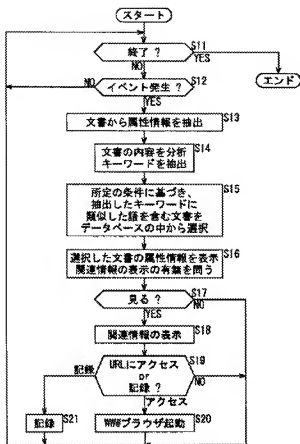 スタート
S11
終了 ?
YES
NO
エンド
S12
NO
イベント発生 ?
YES
S13
文書から属性情報を抽出
S14
文書の内容を分析
キーワードを抽出
S15
所定の条件に基づき、
抽出したキーワードに
類似した語を含む文書を
データベースの中から選択
S16
選択した文書の属性情報を表示
関連情報の表示の有無を問う
S17
見る ?
NO
YES
S18
関連情報の表示
S19
URLにアクセス
or
記録 ?
記録
NO
アクセス
S21
S20
記録
WWWブラウザ起動